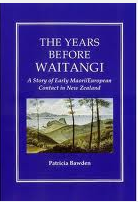 THE YEARS
BEFORE
WAITANGI
A Story of Early Maori/European
Contact in New Zealand
Patricia Bawden